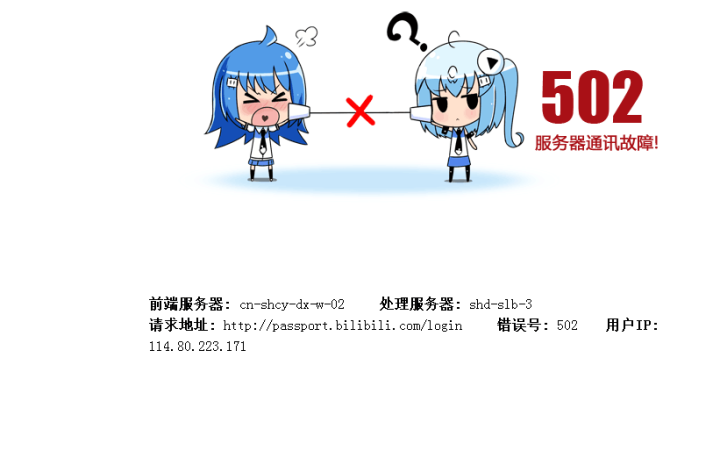 502
服务器通讯故障!
前端服务器: cn-shcy-dx-w-02 处理服务器: shd-slb-3
请求地址: http://passport.bilibili.com/login 错误号: 502 用户IP:
114.80.223.171